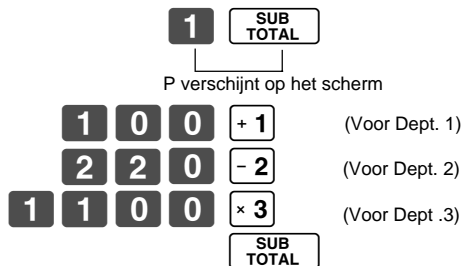 1 SUB TOTAL
P verschijnt op het scherm
1 0 0 + 1 (Voor Dept. 1)
2 2 0 - 2 (Voor Dept. 2)
1 1 0 0 × 3 (Voor Dept .3)
SUB TOTAL